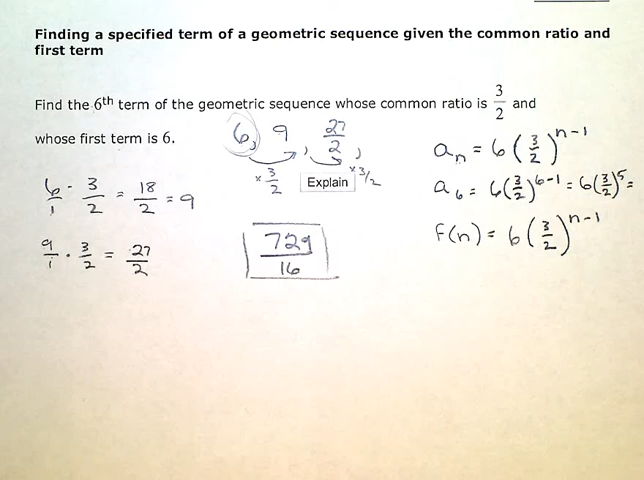 Finding a specified term of a geometric sequence given the common ratio and
first term
Find the 6th term of the geometric sequence whose common ratio is 3/2 and
whose first term is 6.
6, 9, 27/2,
× 3/2 × 3/2
Explain
6/1 · 3/2 = 18/2 = 9
9/1 · 3/2 = 27/2
729/16
aₙ = 6(3/2)ⁿ⁻¹
a₆ = 6(3/2)⁶⁻¹ = 6(3/2)⁵ =
f(n) = 6(3/2)ⁿ⁻¹